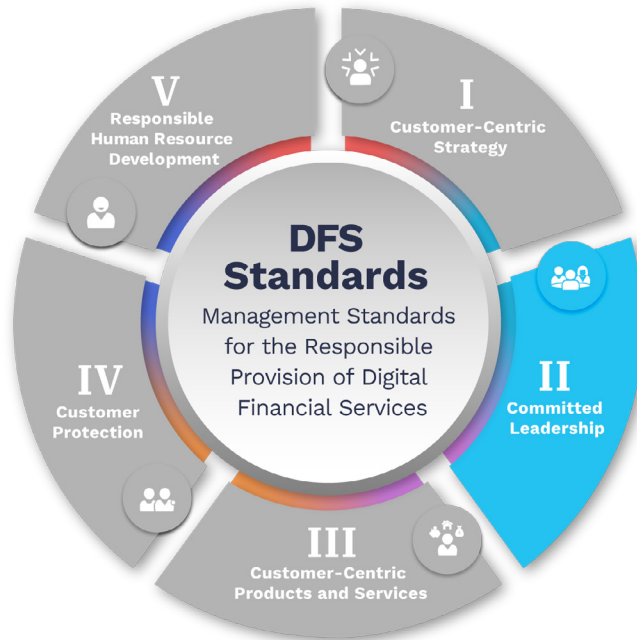 DFS
Standards
Management Standards
for the Responsible
Provision of Digital
Financial Services
I
Customer-Centric
Strategy
II
Committed
Leadership
III
Customer-Centric
Products and Services
IV
Customer
Protection
V
Responsible
Human Resource
Development